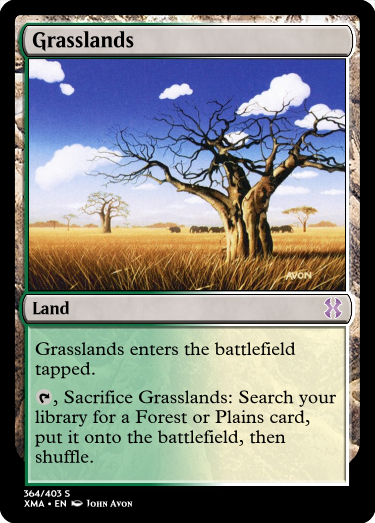 Grasslands
AVON
Land
Grasslands enters the battlefield
tapped.
, Sacrifice Grasslands: Search your
library for a Forest or Plains card,
put it onto the battlefield, then
shuffle.
364/403 S
XMA • EN John Avon